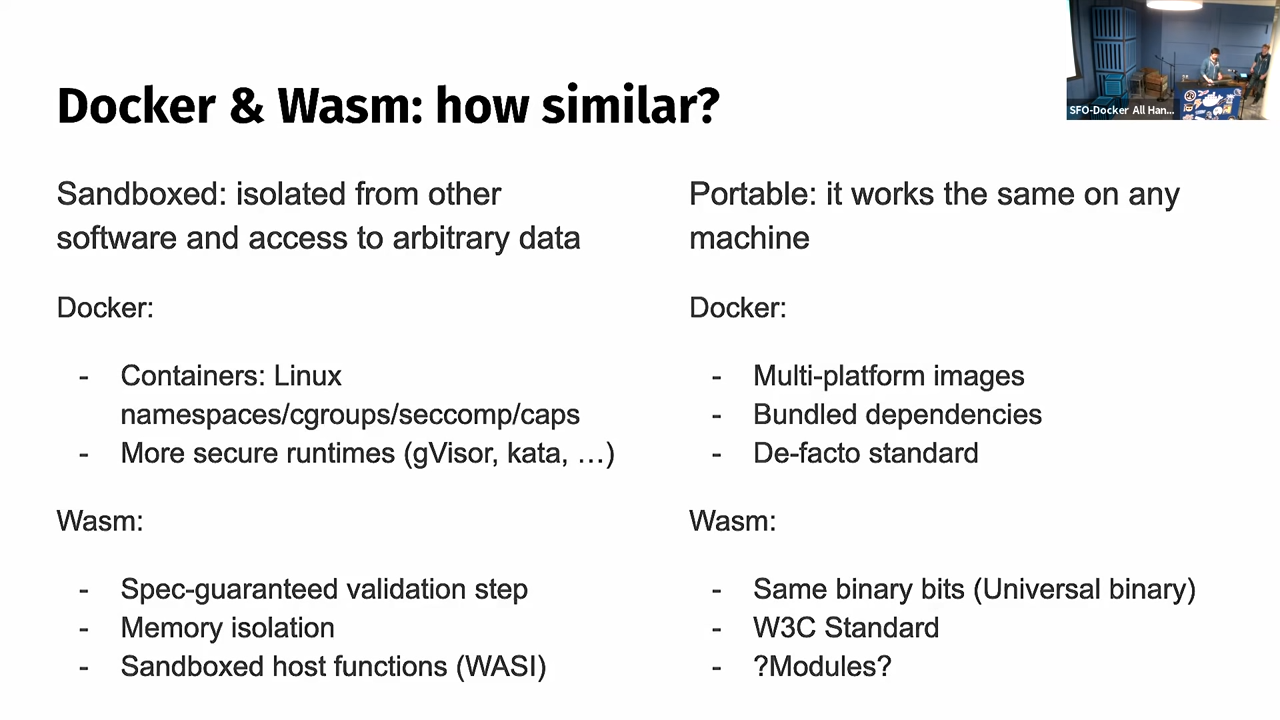 Docker & Wasm: how similar?
SFO-Docker All Han...
Sandboxed: isolated from other
software and access to arbitrary data
Docker:
- Containers: Linux
namespaces/cgroups/seccomp/caps
- More secure runtimes (gVisor, kata, …)
Wasm:
- Spec-guaranteed validation step
- Memory isolation
- Sandboxed host functions (WASI)
Portable: it works the same on any
machine
Docker:
- Multi-platform images
- Bundled dependencies
- De-facto standard
Wasm:
- Same binary bits (Universal binary)
- W3C Standard
- ?Modules?